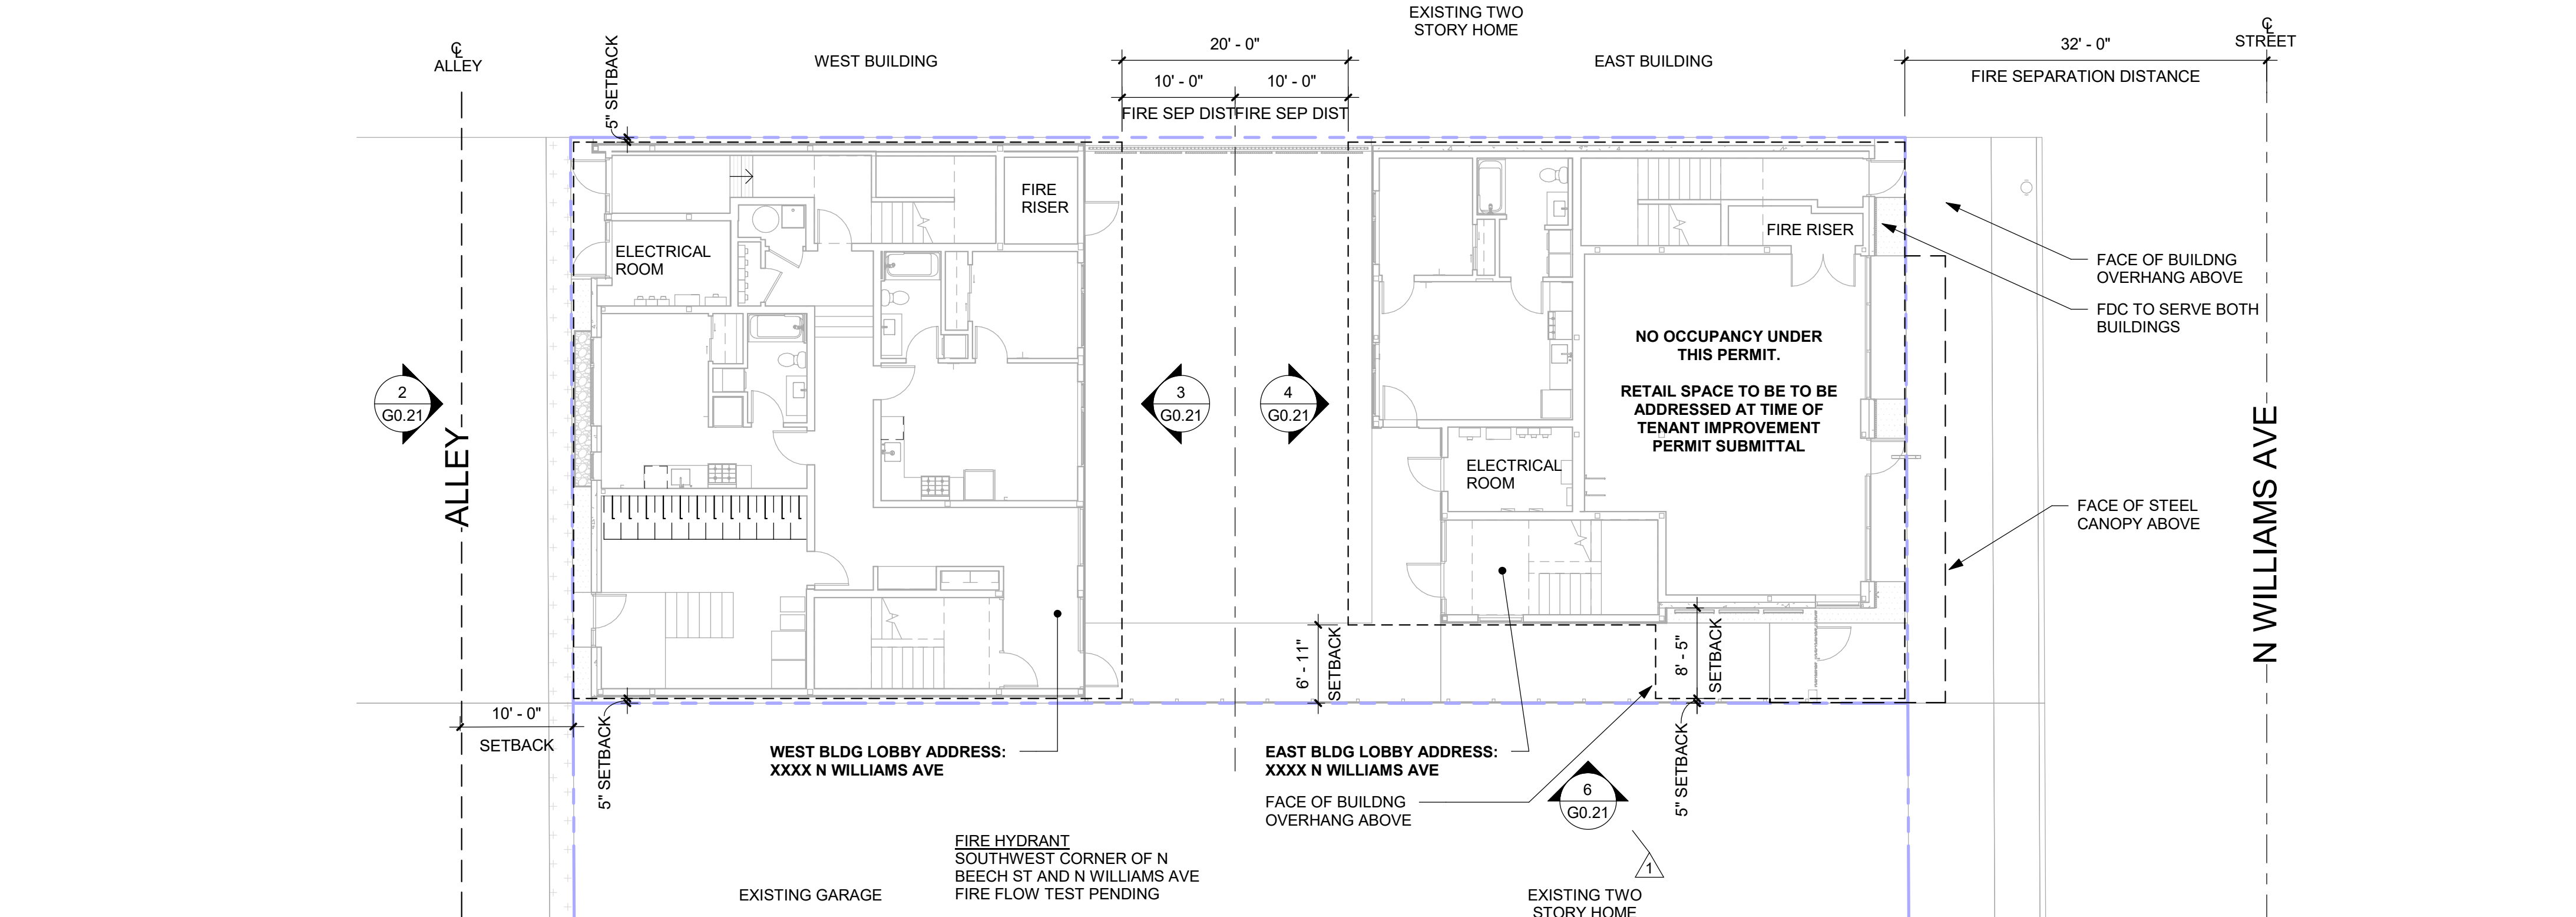 EXISTING TWO
STORY HOME
℄
ALLEY
5" SETBACK
WEST BUILDING
20' - 0"
10' - 0"
10' - 0"
FIRE SEP DIST
FIRE SEP DIST
EAST BUILDING
32' - 0"
FIRE SEPARATION DISTANCE
℄
STREET
FIRE
RISER
ELECTRICAL
ROOM
FIRE RISER
FACE OF BUILDNG
OVERHANG ABOVE
FDC TO SERVE BOTH
BUILDINGS
NO OCCUPANCY UNDER
THIS PERMIT.
RETAIL SPACE TO BE TO BE
ADDRESSED AT TIME OF
TENANT IMPROVEMENT
PERMIT SUBMITTAL
2
G0.21
3
G0.21
4
G0.21
ALLEY
ELECTRICAL
ROOM
FACE OF STEEL
CANOPY ABOVE
N WILLIAMS AVE
6' - 11"
SETBACK
8' - 5"
SETBACK
10' - 0"
SETBACK
5" SETBACK
WEST BLDG LOBBY ADDRESS:
XXXX N WILLIAMS AVE
EAST BLDG LOBBY ADDRESS:
XXXX N WILLIAMS AVE
5" SETBACK
FACE OF BUILDNG
OVERHANG ABOVE
6
G0.21
FIRE HYDRANT
SOUTHWEST CORNER OF N
BEECH ST AND N WILLIAMS AVE
FIRE FLOW TEST PENDING
1
EXISTING GARAGE
EXISTING TWO
STORY HOME